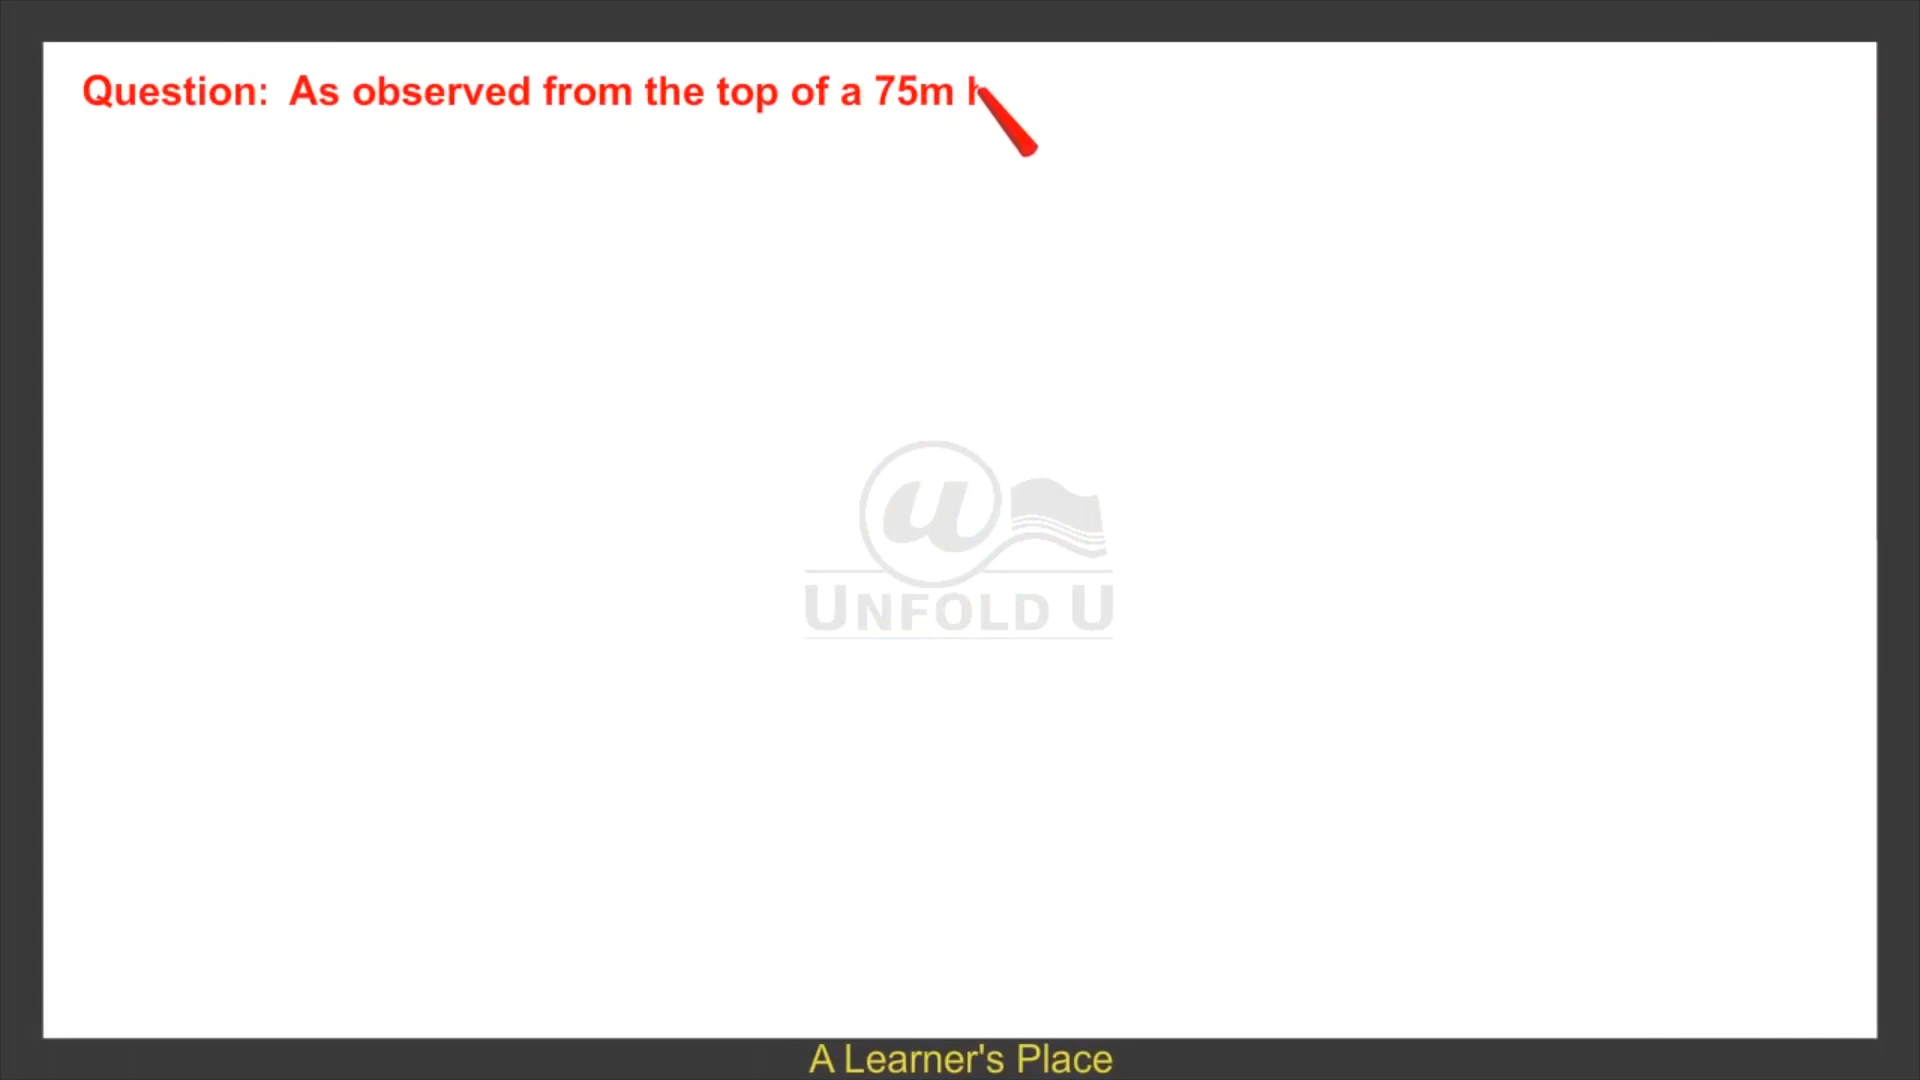 Question: As observed from the top of a 75m
u
UNFOLD U
A Learner's Place